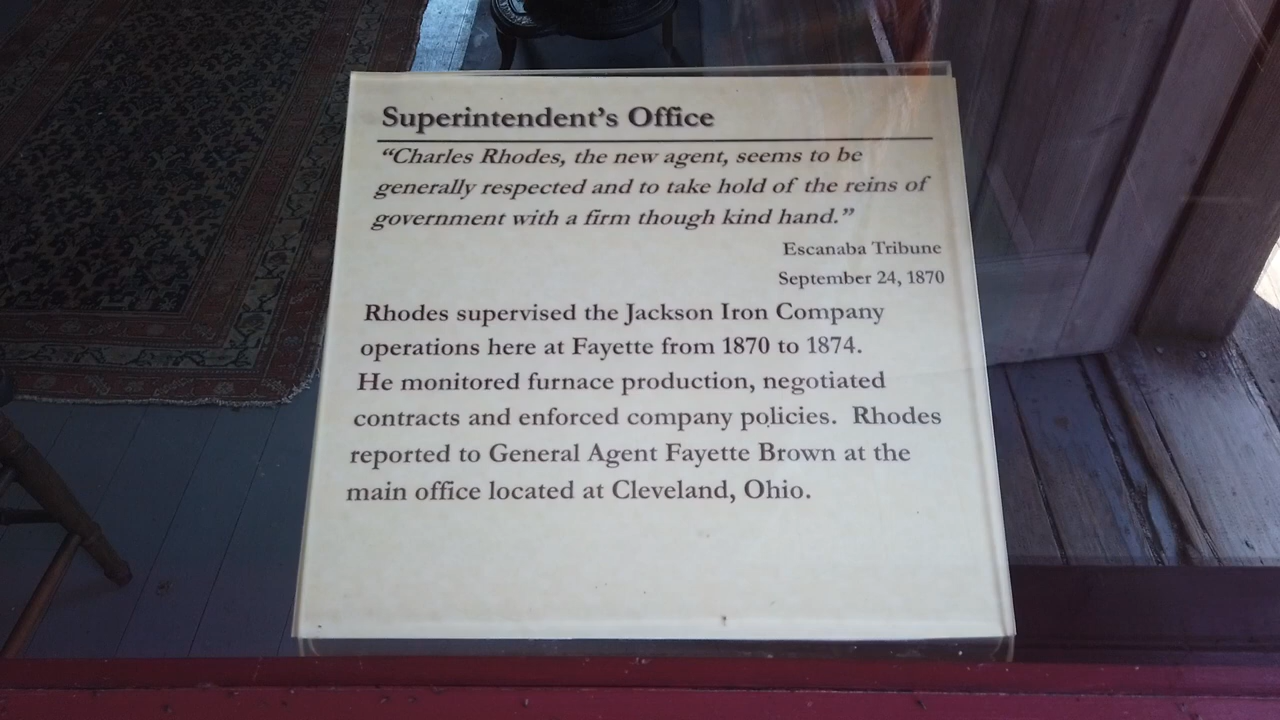 Superintendent's Office
“Charles Rhodes, the new agent, seems to be
generally respected and to take hold of the reins of
government with a firm though kind hand.”
Escanaba Tribune
September 24, 1870
Rhodes supervised the Jackson Iron Company
operations here at Fayette from 1870 to 1874.
He monitored furnace production, negotiated
contracts and enforced company policies.  Rhodes
reported to General Agent Fayette Brown at the
main office located at Cleveland, Ohio.